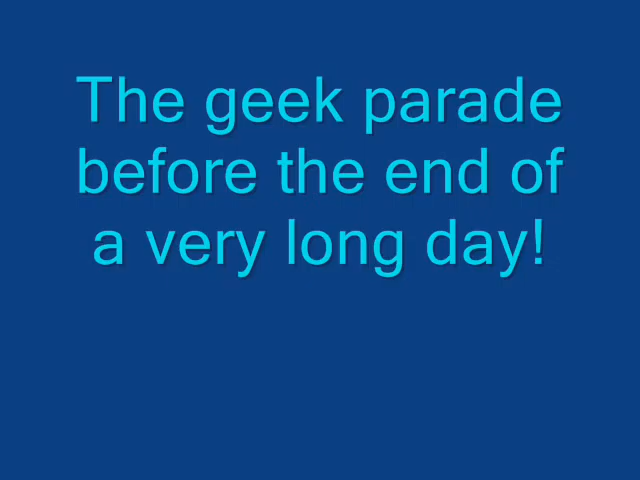 The geek parade
before the end of
a very long day!